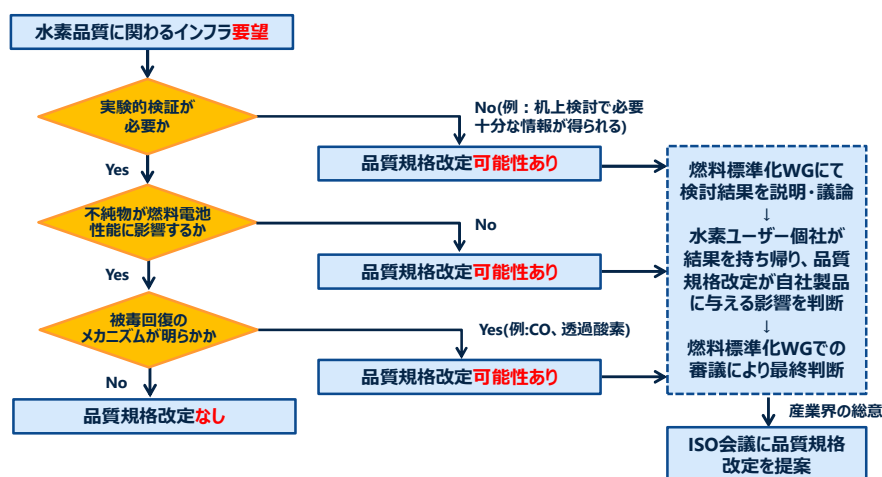 水素品質に関わるインフラ要望
実験的検証が
必要か
No(例：机上検討で必要
十分な情報が得られる)
Yes
品質規格改定可能性あり
不純物が燃料電池
性能に影響するか
No
Yes
品質規格改定可能性あり
被毒回復の
メカニズムが明らかか
Yes(例:CO、透過酸素)
No
品質規格改定可能性あり
品質規格改定なし
燃料標準化WGにて
検討結果を説明・議論
↓
水素ユーザー個社が
結果を持ち帰り、品質
規格改定が自社製品
に与える影響を判断
↓
燃料標準化WGでの
審議により最終判断
産業界の総意
ISO会議に品質規格
改定を提案